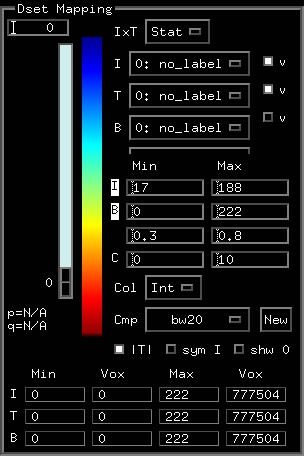 Dset Mapping
0
IxT Stat
I 0: no_label v
T 0: no_label v
B 0: no_label v
Min Max
I 17 188
B 0 222
0.3 0.8
C 0 10
0
Col Int
p=N/A
q=N/A
Cmp bw20 New
|T| sym I shw 0
Min Vox Max Vox
I 0 0 222 777504
T 0 0 222 777504
B 0 0 222 777504